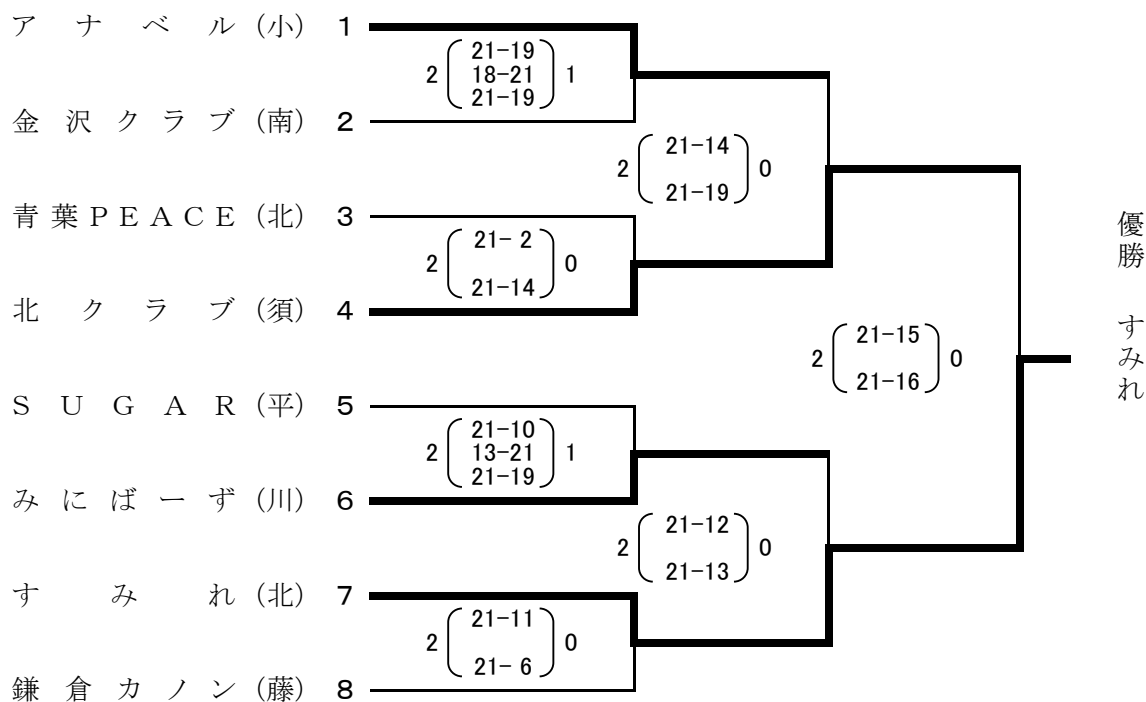 アナベル(小) 1
2 21-19 1
18-21
21-19
金沢クラブ(南) 2
2 21-14 0
21-19
青葉PEACE(北) 3
2 21- 2 0
21-14
北クラブ(須) 4
2 21-15 0
21-16
優勝 すみれ
SUGAR(平) 5
2 21-10 1
13-21
21-19
みにばーず(川) 6
2 21-12 0
21-13
すみれ(北) 7
2 21-11 0
21- 6
鎌倉カノン(藤) 8